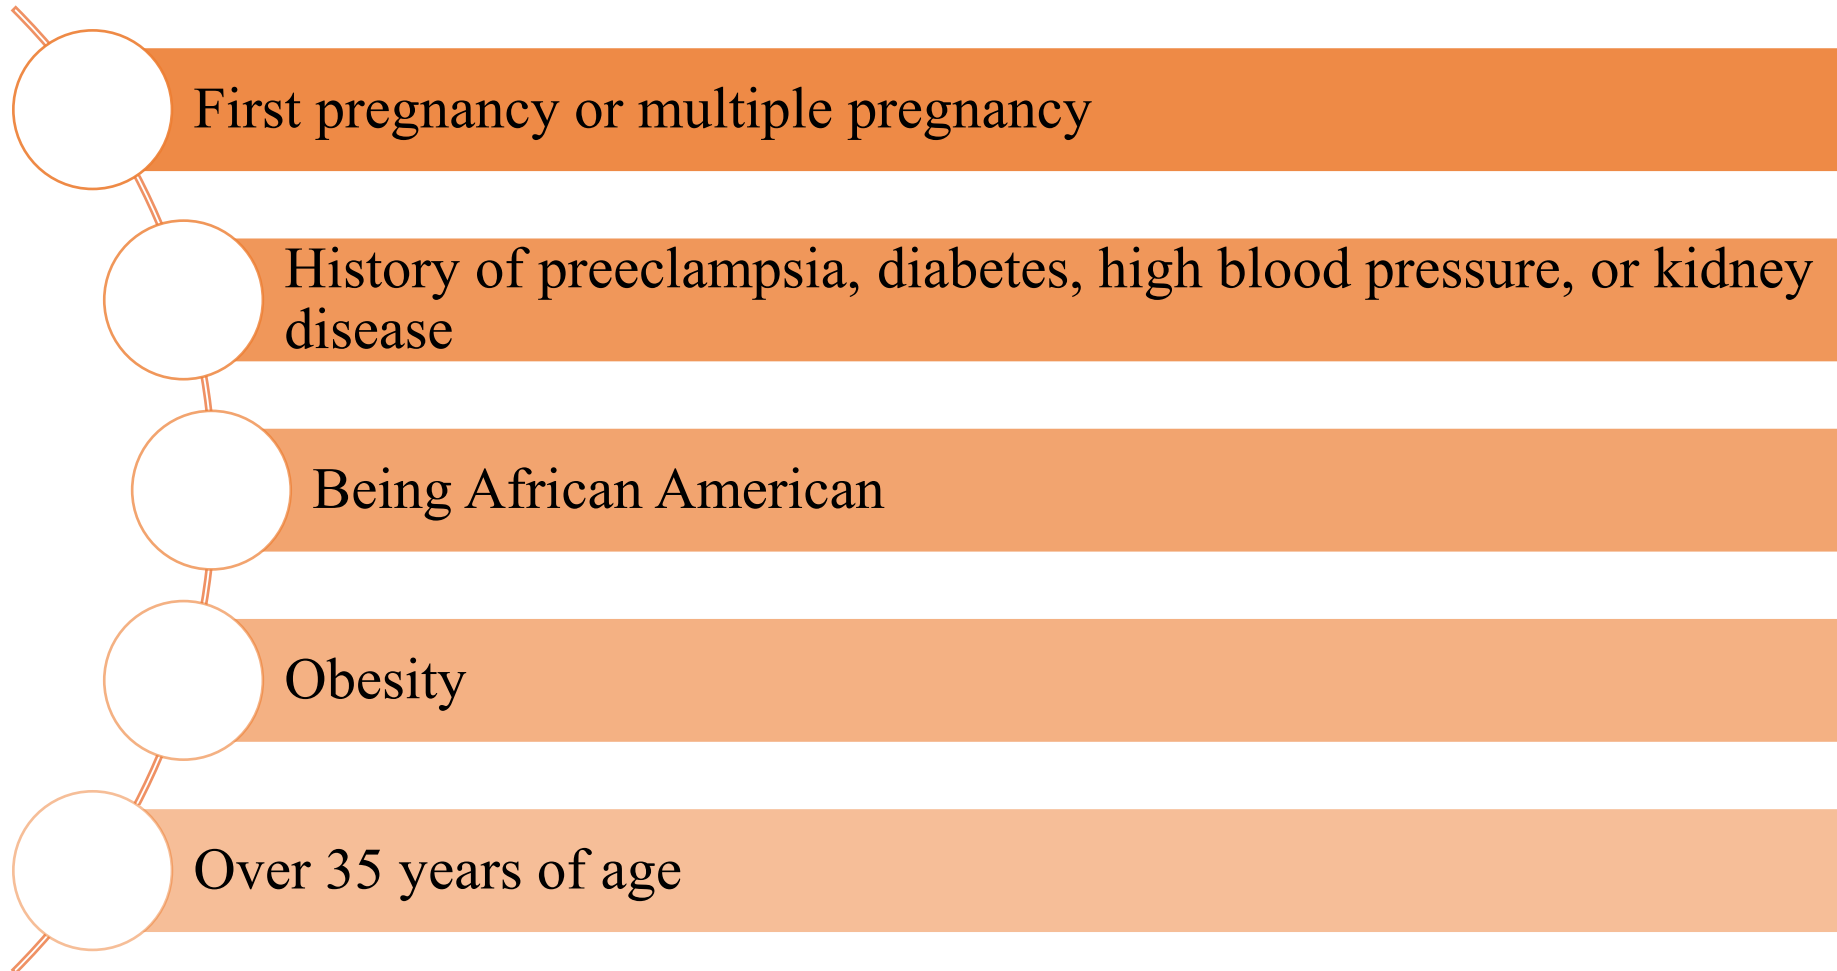 First pregnancy or multiple pregnancy
History of preeclampsia, diabetes, high blood pressure, or kidney
disease
Being African American
Obesity
Over 35 years of age